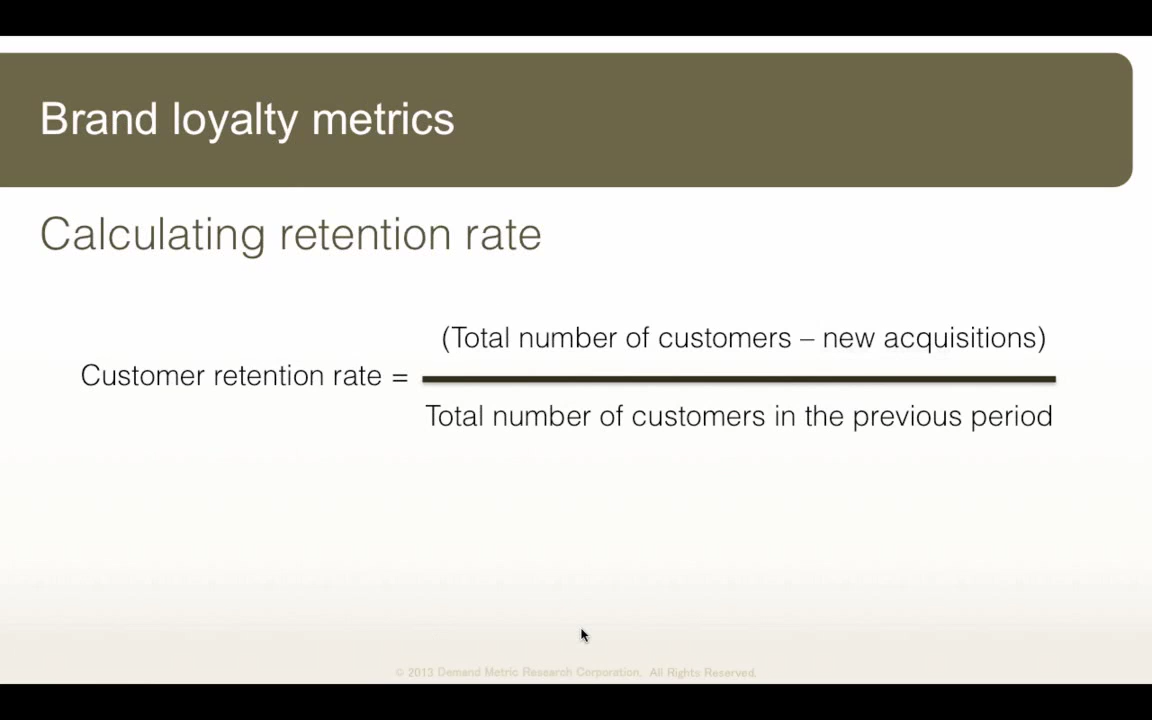 Brand loyalty metrics
Calculating retention rate
(Total number of customers – new acquisitions)
Customer retention rate =
Total number of customers in the previous period
© 2013 Demand Metric Research Corporation. All Rights Reserved.